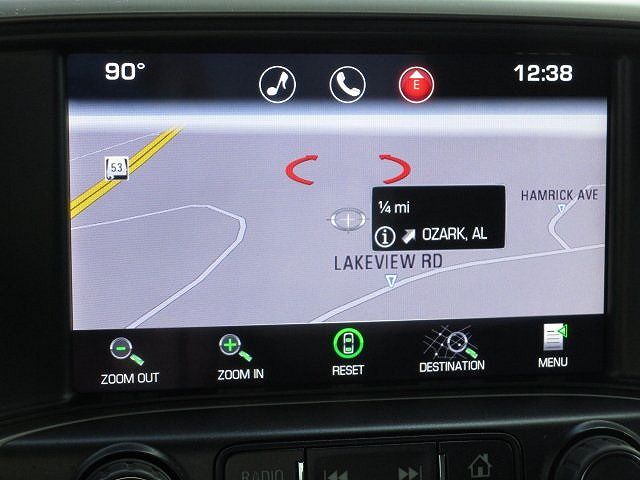 90°
12:38
E
53
HAMRICK AVE
¼ mi
OZARK, AL
LAKEVIEW RD
ZOOM OUT
ZOOM IN
RESET
DESTINATION
MENU
RADIO